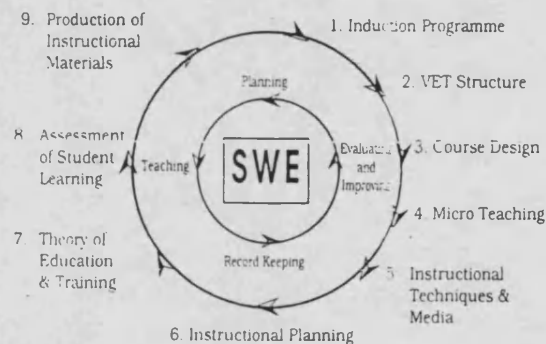 1. Induction Programme
2. VET Structure
3. Course Design
4. Micro Teaching
5 Instructional
Techniques &
Media
6. Instructional Planning
7. Theory of
Education
& Training
8 Assessment
of Student
Learning
9. Production of
Instructional
Materials
Planning
Teaching
SWE
and
Record Keeping